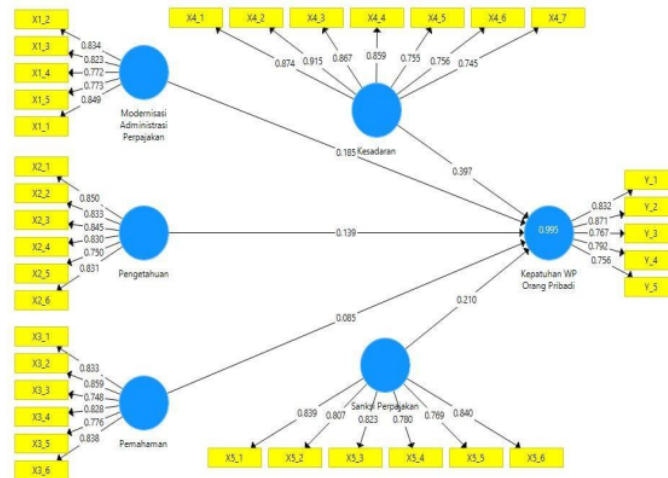 X1_2
X1_3
X1_4
X1_5
X1_1
0.834
0.823
0.772
0.773
0.849
Modernisasi
Administrasi
Perpajakan
X4_1
X4_2
X4_3
X4_4
X4_5
X4_6
X4_7
0.874
0.915
0.867
0.859
0.755
0.756
0.745
Kesadaran
0.185
0.397
X2_1
X2_2
X2_3
X2_4
X2_5
X2_6
0.850
0.833
0.845
0.830
0.750
0.831
Pengetahuan
0.139
0.995
Kepatuhan WP
Orang Pribadi
0.832
0.871
0.767
0.792
0.756
Y_1
Y_2
Y_3
Y_4
Y_5
0.085
0.210
X3_1
X3_2
X3_3
X3_4
X3_5
X3_6
0.833
0.859
0.748
0.828
0.776
0.838
Pemahaman
Sanksi Perpajakan
0.839
0.807
0.823
0.780
0.769
0.840
X5_1
X5_2
X5_3
X5_4
X5_5
X5_6